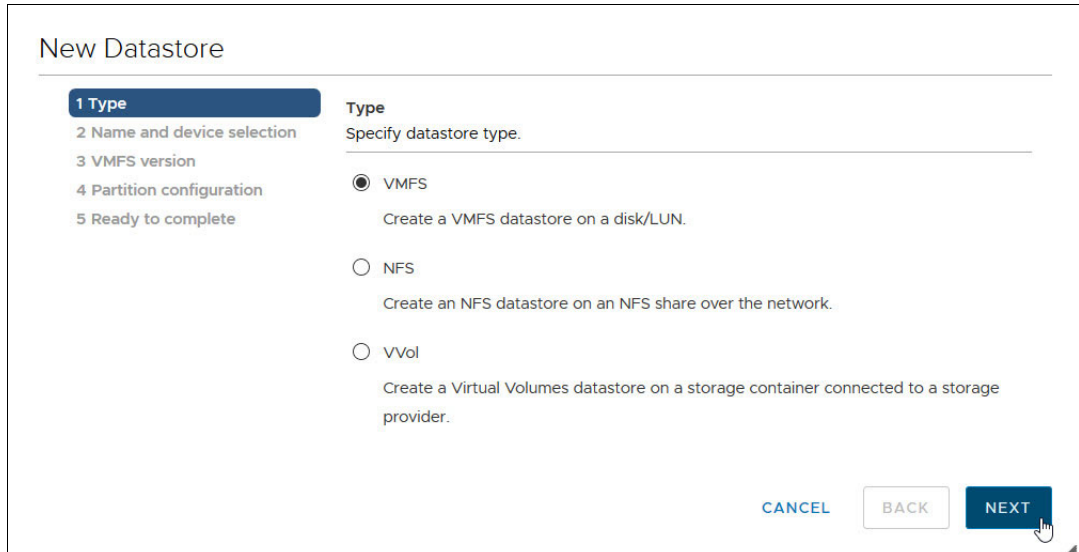 New Datastore
1 Type
2 Name and device selection
3 VMFS version
4 Partition configuration
5 Ready to complete
Type
Specify datastore type.
VMFS
Create a VMFS datastore on a disk/LUN.
NFS
Create an NFS datastore on an NFS share over the network.
VVol
Create a Virtual Volumes datastore on a storage container connected to a storage
provider.
CANCEL
BACK
NEXT